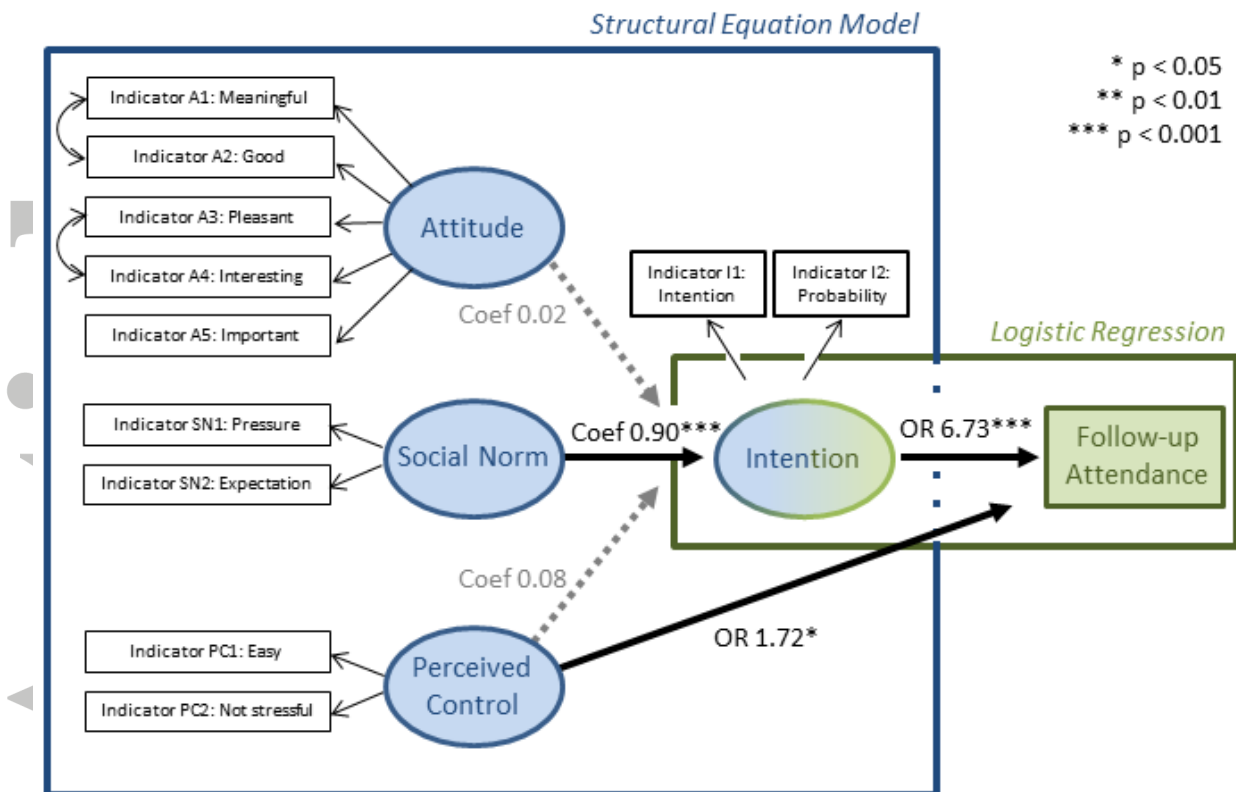 Structural Equation Model
* p < 0.05
** p < 0.01
*** p < 0.001
Indicator A1: Meaningful
Indicator A2: Good
Indicator A3: Pleasant
Indicator A4: Interesting
Indicator A5: Important
Attitude
Coef 0.02
Indicator I1:
Intention
Indicator I2:
Probability
Logistic Regression
Indicator SN1: Pressure
Indicator SN2: Expectation
Social Norm
Coef 0.90***
Intention
OR 6.73***
Follow-up
Attendance
Coef 0.08
OR 1.72*
Indicator PC1: Easy
Indicator PC2: Not stressful
Perceived
Control